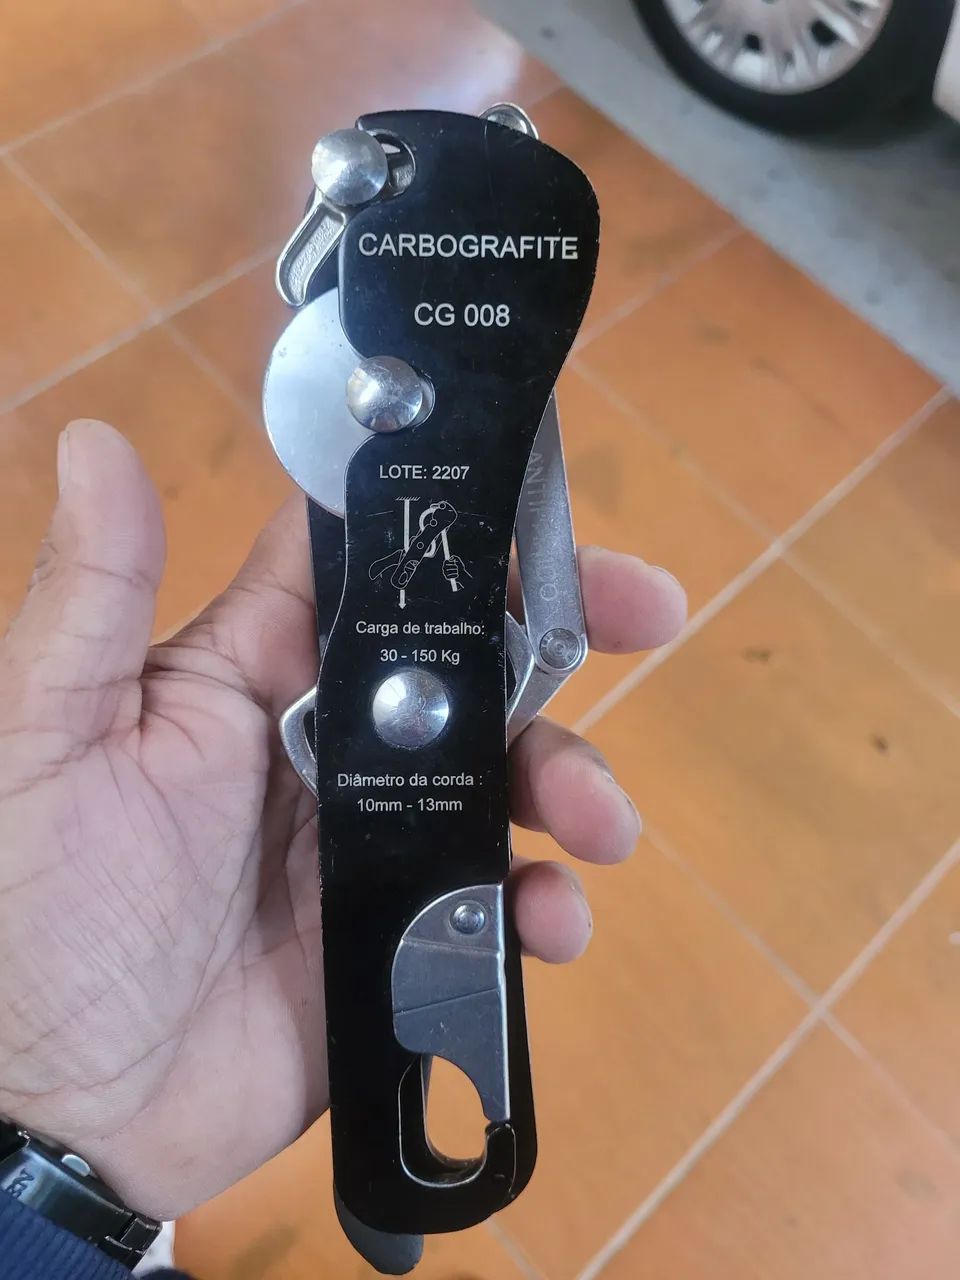 CARBOGRAFITE
CG 008
LOTE: 2207
Carga de trabalho:
30 - 150 Kg
Diâmetro da corda :
10mm - 13mm